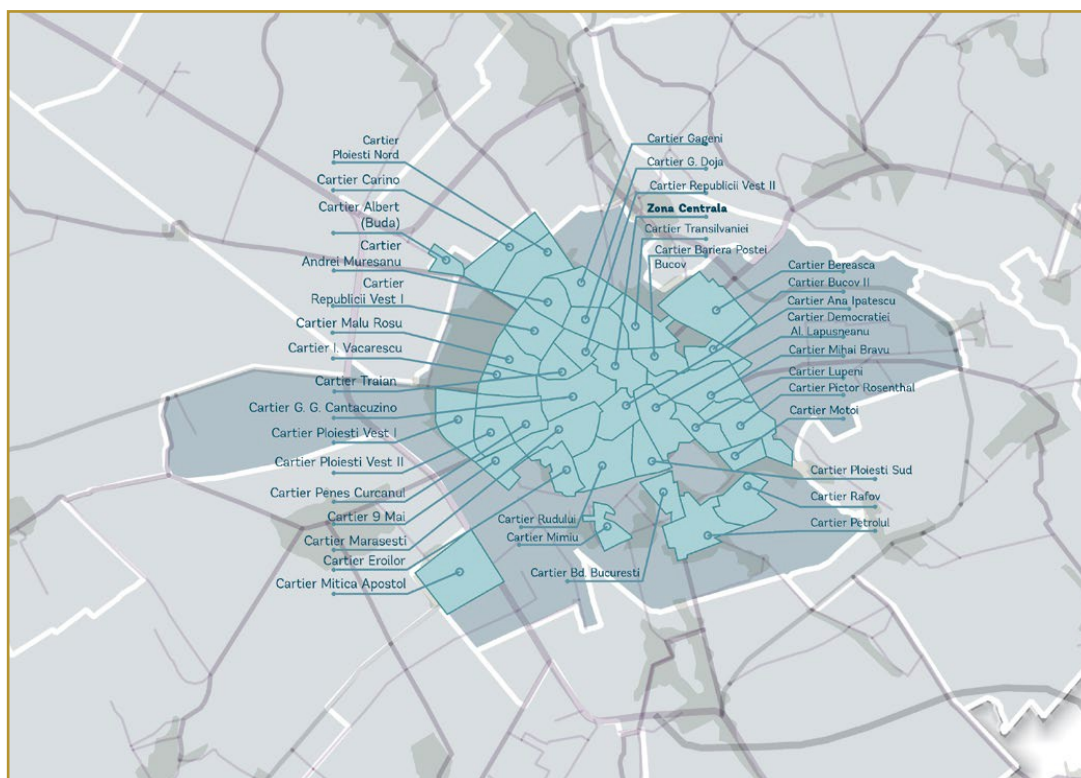 Cartier
Ploiesti Nord
Cartier Carino
Cartier Albert
(Buda)
Cartier
Andrei Muresanu
Cartier
Republicii Vest I
Cartier Malu Rosu
Cartier I. Vacarescu
Cartier Traian
Cartier G. G. Cantacuzino
Cartier Ploiesti Vest I
Cartier Ploiesti Vest II
Cartier Penes Curcanul
Cartier 9 Mai
Cartier Marasesti
Cartier Eroilor
Cartier Mitica Apostol
Cartier Gageni
Cartier G. Doja
Cartier Republicii Vest II
Zona Centrala
Cartier Transilvaniei
Cartier Bariera Postei
Bucov
Cartier Bereasca
Cartier Bucov II
Cartier Ana Ipatescu
Cartier Democratiei
Al. Lapusneanu
Cartier Mihai Bravu
Cartier Lupeni
Cartier Pictor Rosenthal
Cartier Motoi
Cartier Ploiesti Sud
Cartier Rafov
Cartier Petrolul
Cartier Rudului
Cartier Mimiu
Cartier Bd. Bucuresti